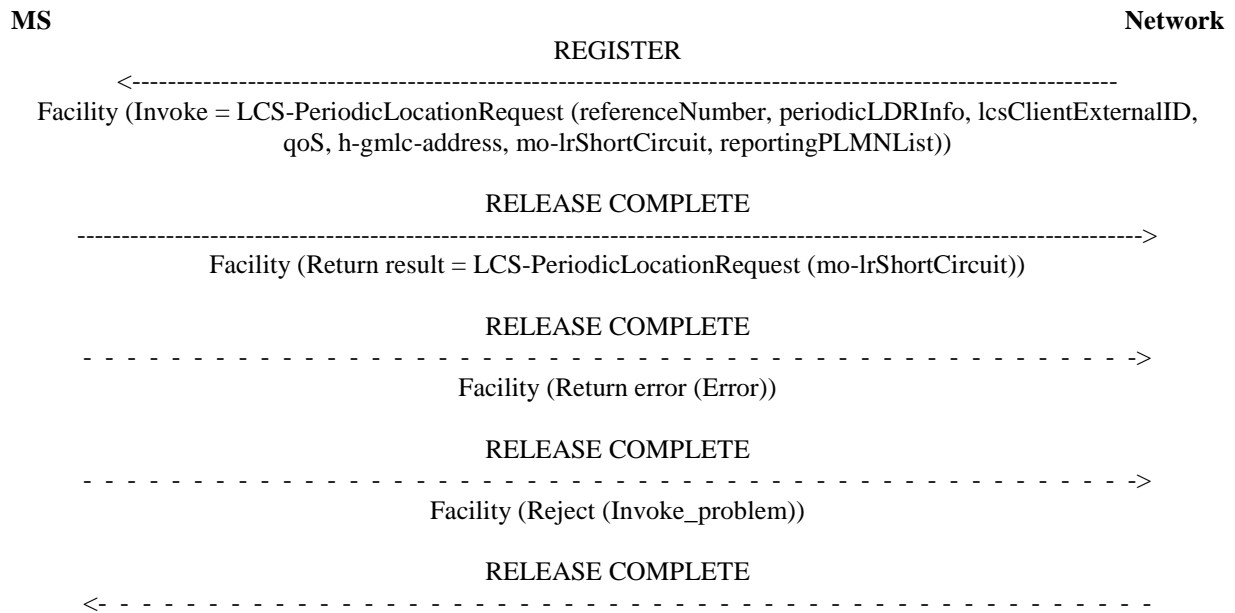 MS Network
REGISTER
<----------------------------------------------------------------------------------------------------------------
Facility (Invoke = LCS-PeriodicLocationRequest (referenceNumber, periodicLDRInfo, lcsClientExternalID,
qoS, h-gmlc-address, mo-lrShortCircuit, reportingPLMNList))
RELEASE COMPLETE
------------------------------------------------------------------------------------------------------------------------->
Facility (Return result = LCS-PeriodicLocationRequest (mo-lrShortCircuit))
RELEASE COMPLETE
- - - - - - - - - - - - - - - - - - - - - - - - - - - - - - - - - - - - - - - - - - - - - - - ->
Facility (Return error (Error))
RELEASE COMPLETE
- - - - - - - - - - - - - - - - - - - - - - - - - - - - - - - - - - - - - - - - - - - - - - - ->
Facility (Reject (Invoke_problem))
RELEASE COMPLETE
<- - - - - - - - - - - - - - - - - - - - - - - - - - - - - - - - - - - - - - - - - - - - - - - -